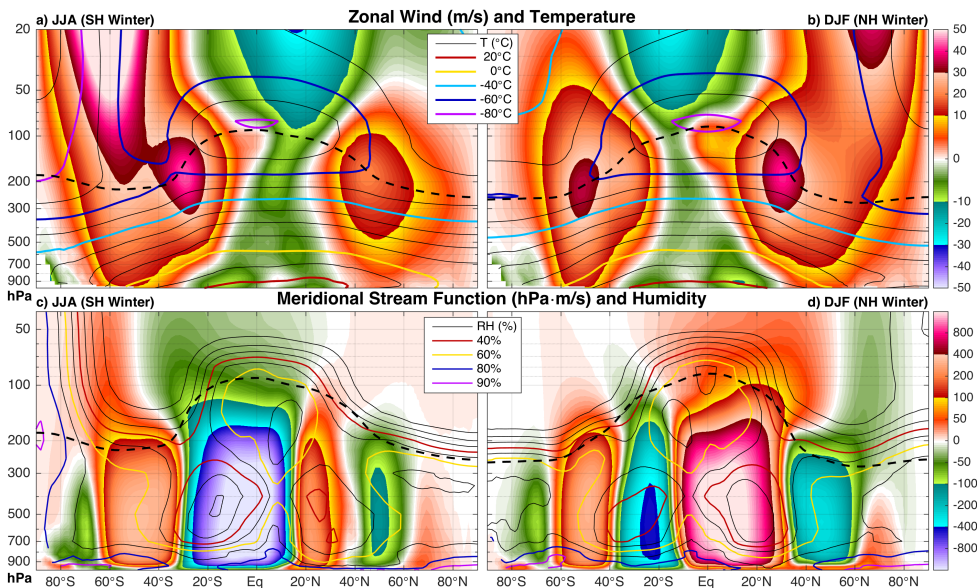 a) JJA (SH Winter)
Zonal Wind (m/s) and Temperature
b) DJF (NH Winter)
20
50
100
200
300
500
700
900
hPa
T (°C)
20°C
0°C
-40°C
-60°C
-80°C
50
40
30
20
10
0
-10
-20
-30
-40
-50
c) JJA (SH Winter)
Meridional Stream Function (hPa·m/s) and Humidity
d) DJF (NH Winter)
50
100
200
300
500
700
900
hPa
RH (%)
40%
60%
80%
90%
800
400
200
100
50
0
-50
-100
-200
-400
-800
80°S 60°S 40°S 20°S Eq 20°N 40°N 60°N 80°N
80°S 60°S 40°S 20°S Eq 20°N 40°N 60°N 80°N